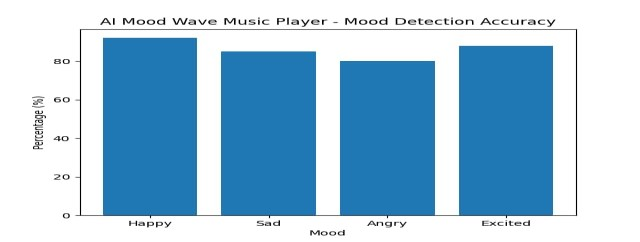 AI Mood Wave Music Player - Mood Detection Accuracy
Percentage (%)
80
60
40
20
0
Happy Sad Angry Excited
Mood